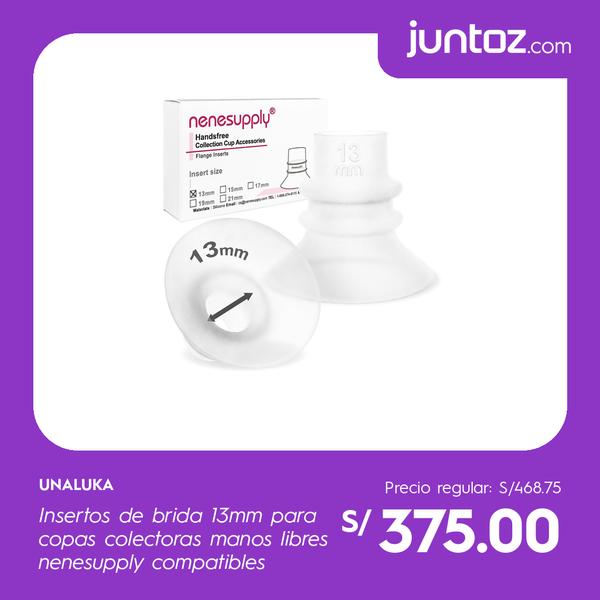 juntoz.com
nenesupply®
Handsfree
Collection Cup Accessories
Flange Inserts
Insert size
13mm 15mm 17mm
19mm 21mm
13
mm
13mm
UNALUKA
Insertos de brida 13mm para
copas colectoras manos libres
nenesupply compatibles
Precio regular: S/468.75
S/ 375.00